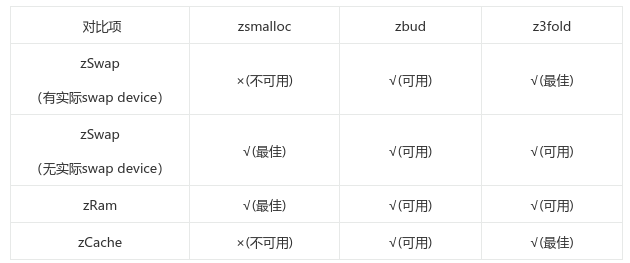 对比项 zsmalloc zbud z3fold
zSwap
（有实际swap device） ×(不可用) √(可用) √(最佳)
zSwap
（无实际swap device） √(最佳) √(可用) √(可用)
zRam √(最佳) √(可用) √(可用)
zCache ×(不可用) √(可用) √(最佳)